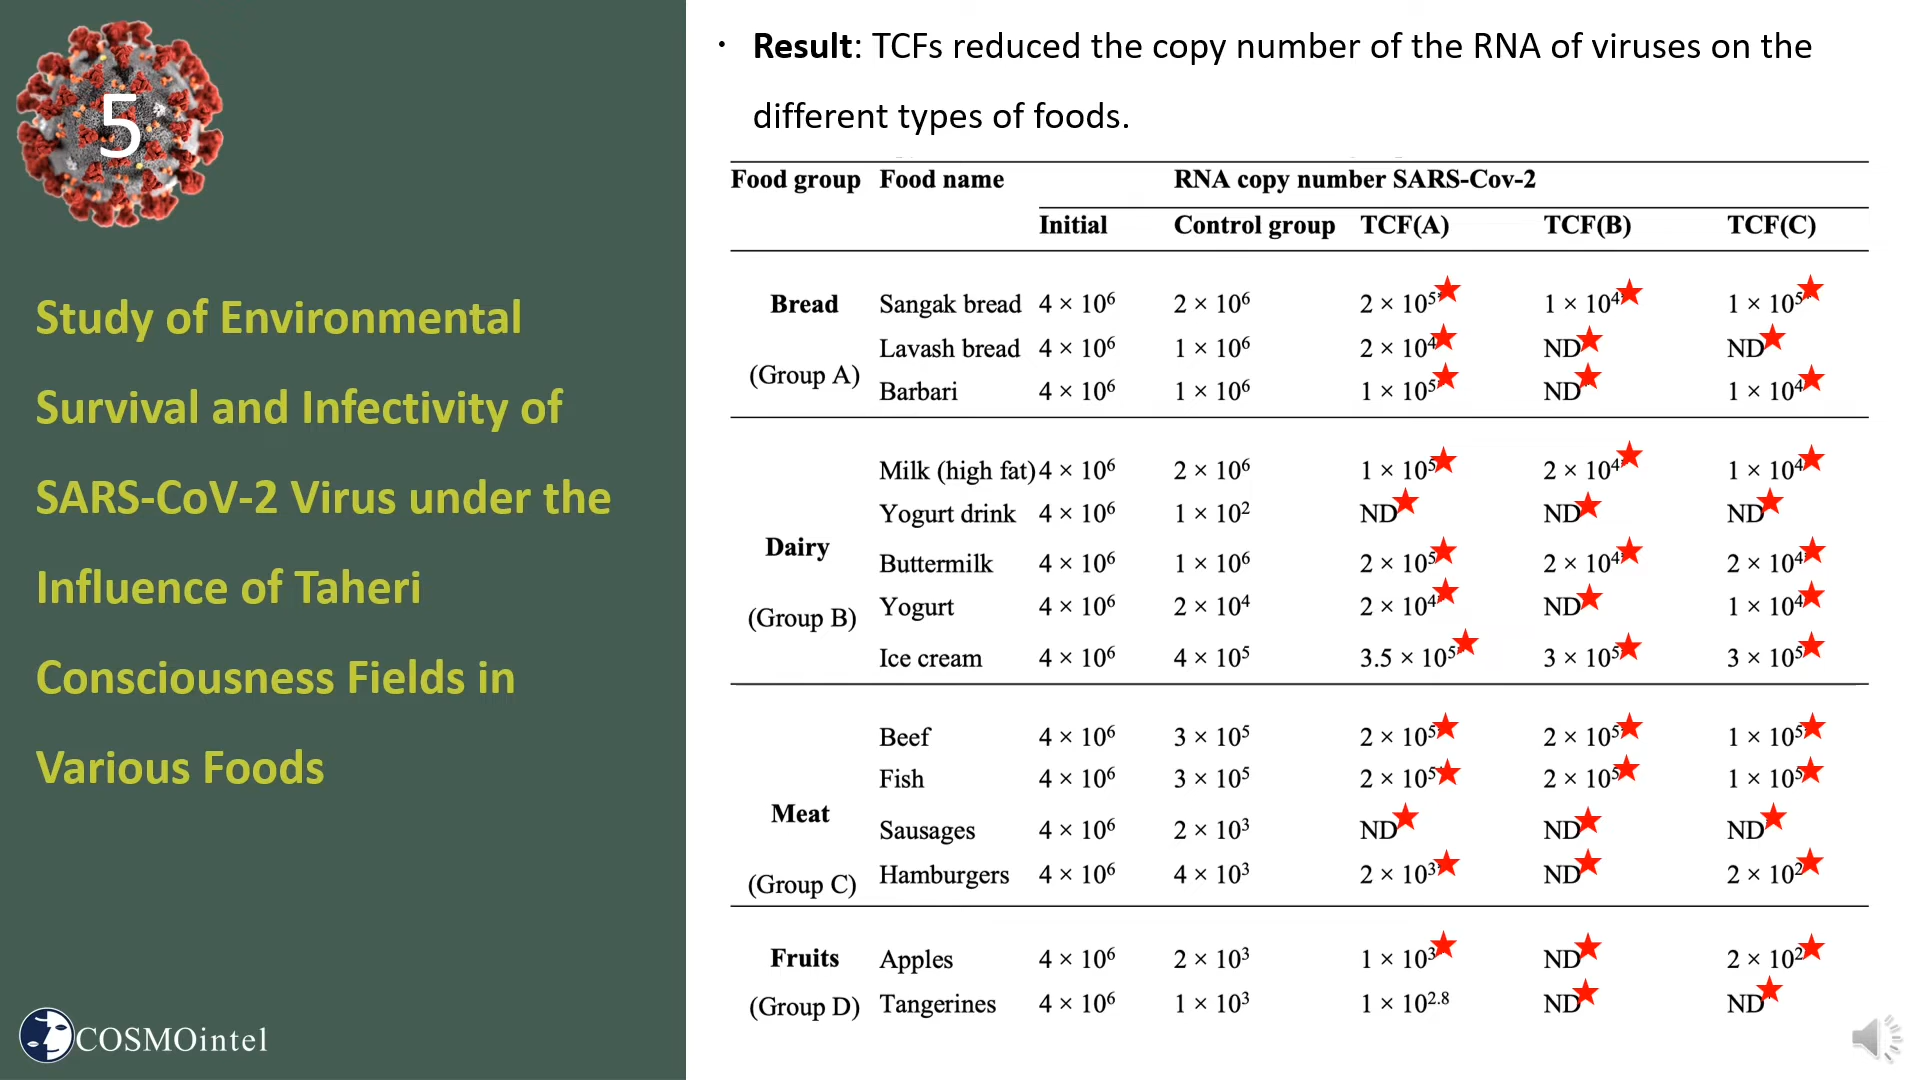 5
Study of Environmental
Survival and Infectivity of
SARS-CoV-2 Virus under the
Influence of Taheri
Consciousness Fields in
Various Foods
COSMOintel
• Result: TCFs reduced the copy number of the RNA of viruses on the
different types of foods.
Food group Food name RNA copy number SARS-Cov-2
Initial Control group TCF(A) TCF(B) TCF(C)
Bread Sangak bread 4 × 10⁶ 2 × 10⁶ 2 × 10⁵ 1 × 10⁴ 1 × 10⁵
Lavash bread 4 × 10⁶ 1 × 10⁶ 2 × 10⁴ ND ND
(Group A)
Barbari 4 × 10⁶ 1 × 10⁶ 1 × 10⁵ ND 1 × 10⁴
Milk (high fat) 4 × 10⁶ 2 × 10⁶ 1 × 10⁵ 2 × 10⁴ 1 × 10⁴
Yogurt drink 4 × 10⁶ 1 × 10² ND ND ND
Dairy
Buttermilk 4 × 10⁶ 1 × 10⁶ 2 × 10⁵ 2 × 10⁴ 2 × 10⁴
Yogurt 4 × 10⁶ 2 × 10⁴ 2 × 10⁴ ND 1 × 10⁴
(Group B)
Ice cream 4 × 10⁶ 4 × 10⁵ 3.5 × 10⁵ 3 × 10⁵ 3 × 10⁵
Beef 4 × 10⁶ 3 × 10⁵ 2 × 10⁵ 2 × 10⁵ 1 × 10⁵
Fish 4 × 10⁶ 3 × 10⁵ 2 × 10⁵ 2 × 10⁵ 1 × 10⁵
Meat
Sausages 4 × 10⁶ 2 × 10³ ND ND ND
(Group C) Hamburgers 4 × 10⁶ 4 × 10³ 2 × 10³ ND 2 × 10²
Fruits Apples 4 × 10⁶ 2 × 10³ 1 × 10³ ND 2 × 10²
(Group D) Tangerines 4 × 10⁶ 1 × 10³ 1 × 10²·⁸ ND ND